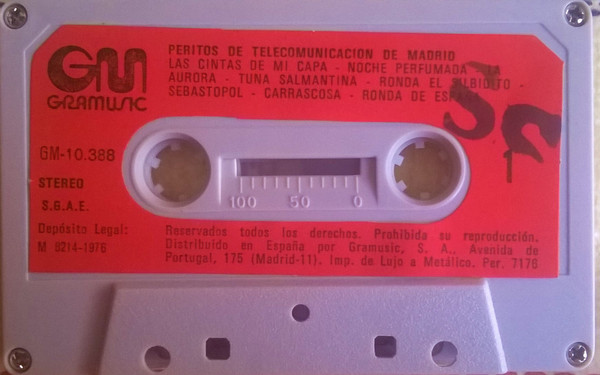 GM
GRAMUSIC
PERITOS DE TELECOMUNICACION DE MADRID
LAS CINTAS DE MI CAPA - NOCHE PERFUMADA - LA
AURORA - TUNA SALMANTINA - RONDA EL SILBIDITO -
SEBASTOPOL - CARRASCOSA - RONDA DE ESPAÑA
GM-10.388
STEREO
S.G.A.E.
Depósito Legal:
M 8214-1976
1
100 50 0
Reservados todos los derechos. Prohibida su reproducción.
Distribuido en España por Gramusic, S. A., Avenida de
Portugal, 175 (Madrid-11). Imp. de Lujo a Metálico. Per. 7176